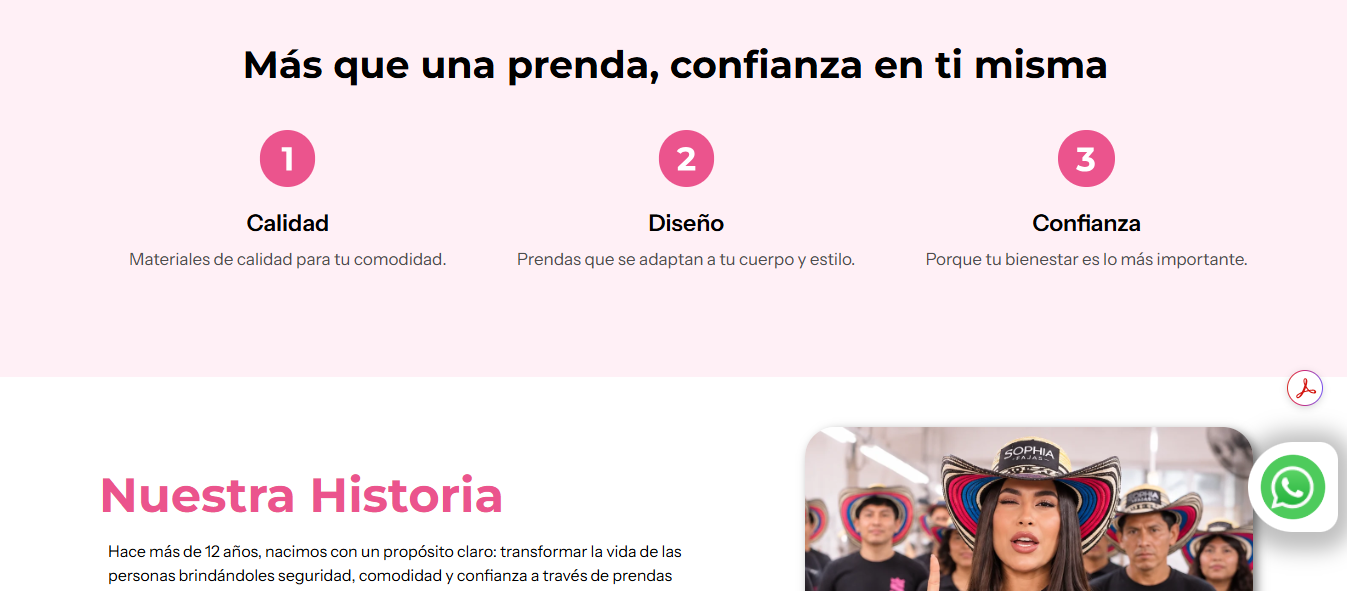 Más que una prenda, confianza en ti misma
1
2
3
Calidad
Diseño
Confianza
Materiales de calidad para tu comodidad.
Prendas que se adaptan a tu cuerpo y estilo.
Porque tu bienestar es lo más importante.
Nuestra Historia
Hace más de 12 años, nacimos con un propósito claro: transformar la vida de las
personas brindándoles seguridad, comodidad y confianza a través de prendas
SOPHIA
FAJAS
SOPHIA